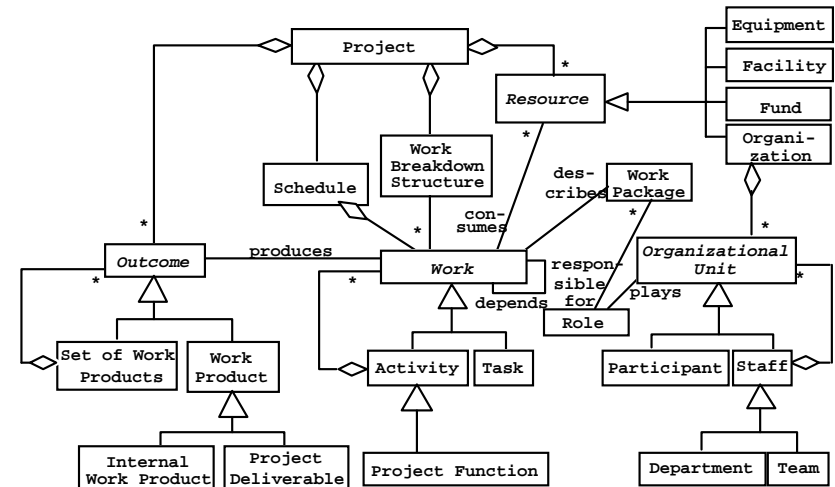 Equipment
Project
Facility
*
Resource
Fund
*
Organi-
zation
Work
Breakdown
Structure
des-
cribes
Work
Package
Schedule
*
con-
sumes
*
*
*
Outcome
produces
Work
respon-
sible
for
Organizational
Unit
*
*
depends
plays
*
Role
Set of Work
Products
Work
Product
Activity
Task
Participant
Staff
Internal
Work Product
Project
Deliverable
Project Function
Department
Team